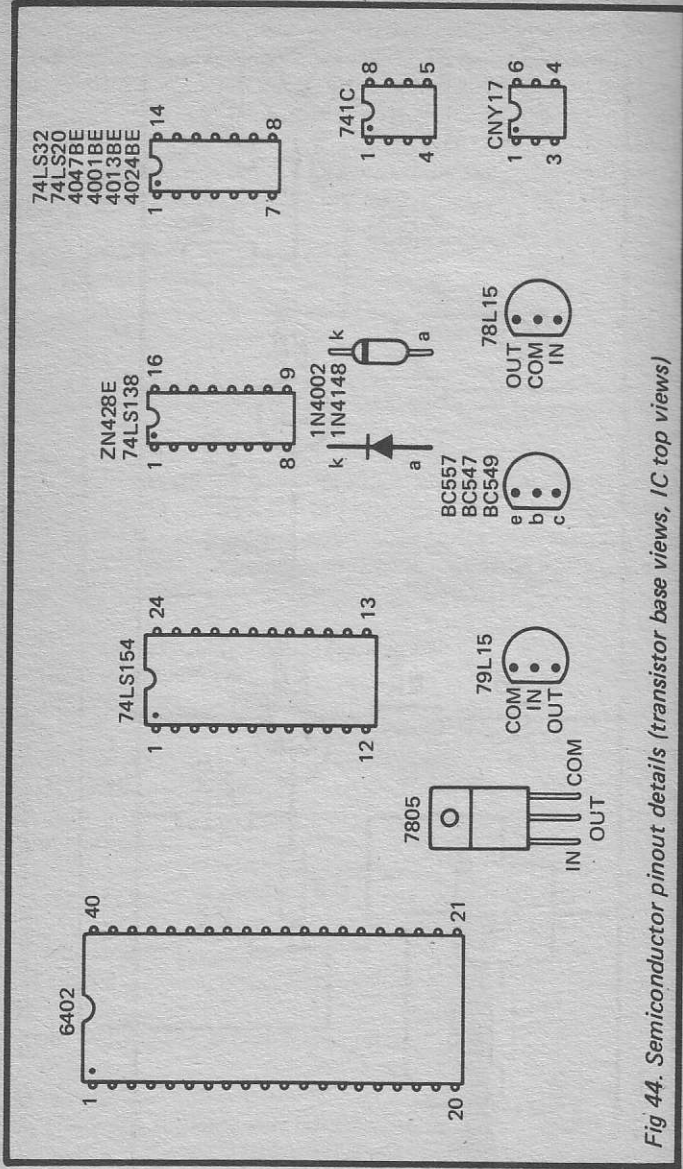 6402
1 40
20 21
74LS154
1 24
12 13
ZN428E
74LS138
1 16
8 9
74LS32
74LS20
4047BE
4001BE
4013BE
4024BE
1 14
7 8
7805
IN
OUT
COM
79L15
COM
IN
OUT
1N4002
1N4148
k k
a a
BC557
BC547
BC549
e
b
c
78L15
OUT
COM
IN
741C
1 8
4 5
CNY17
1 6
3 4
Fig 44. Semiconductor pinout details (transistor base views, IC top views)